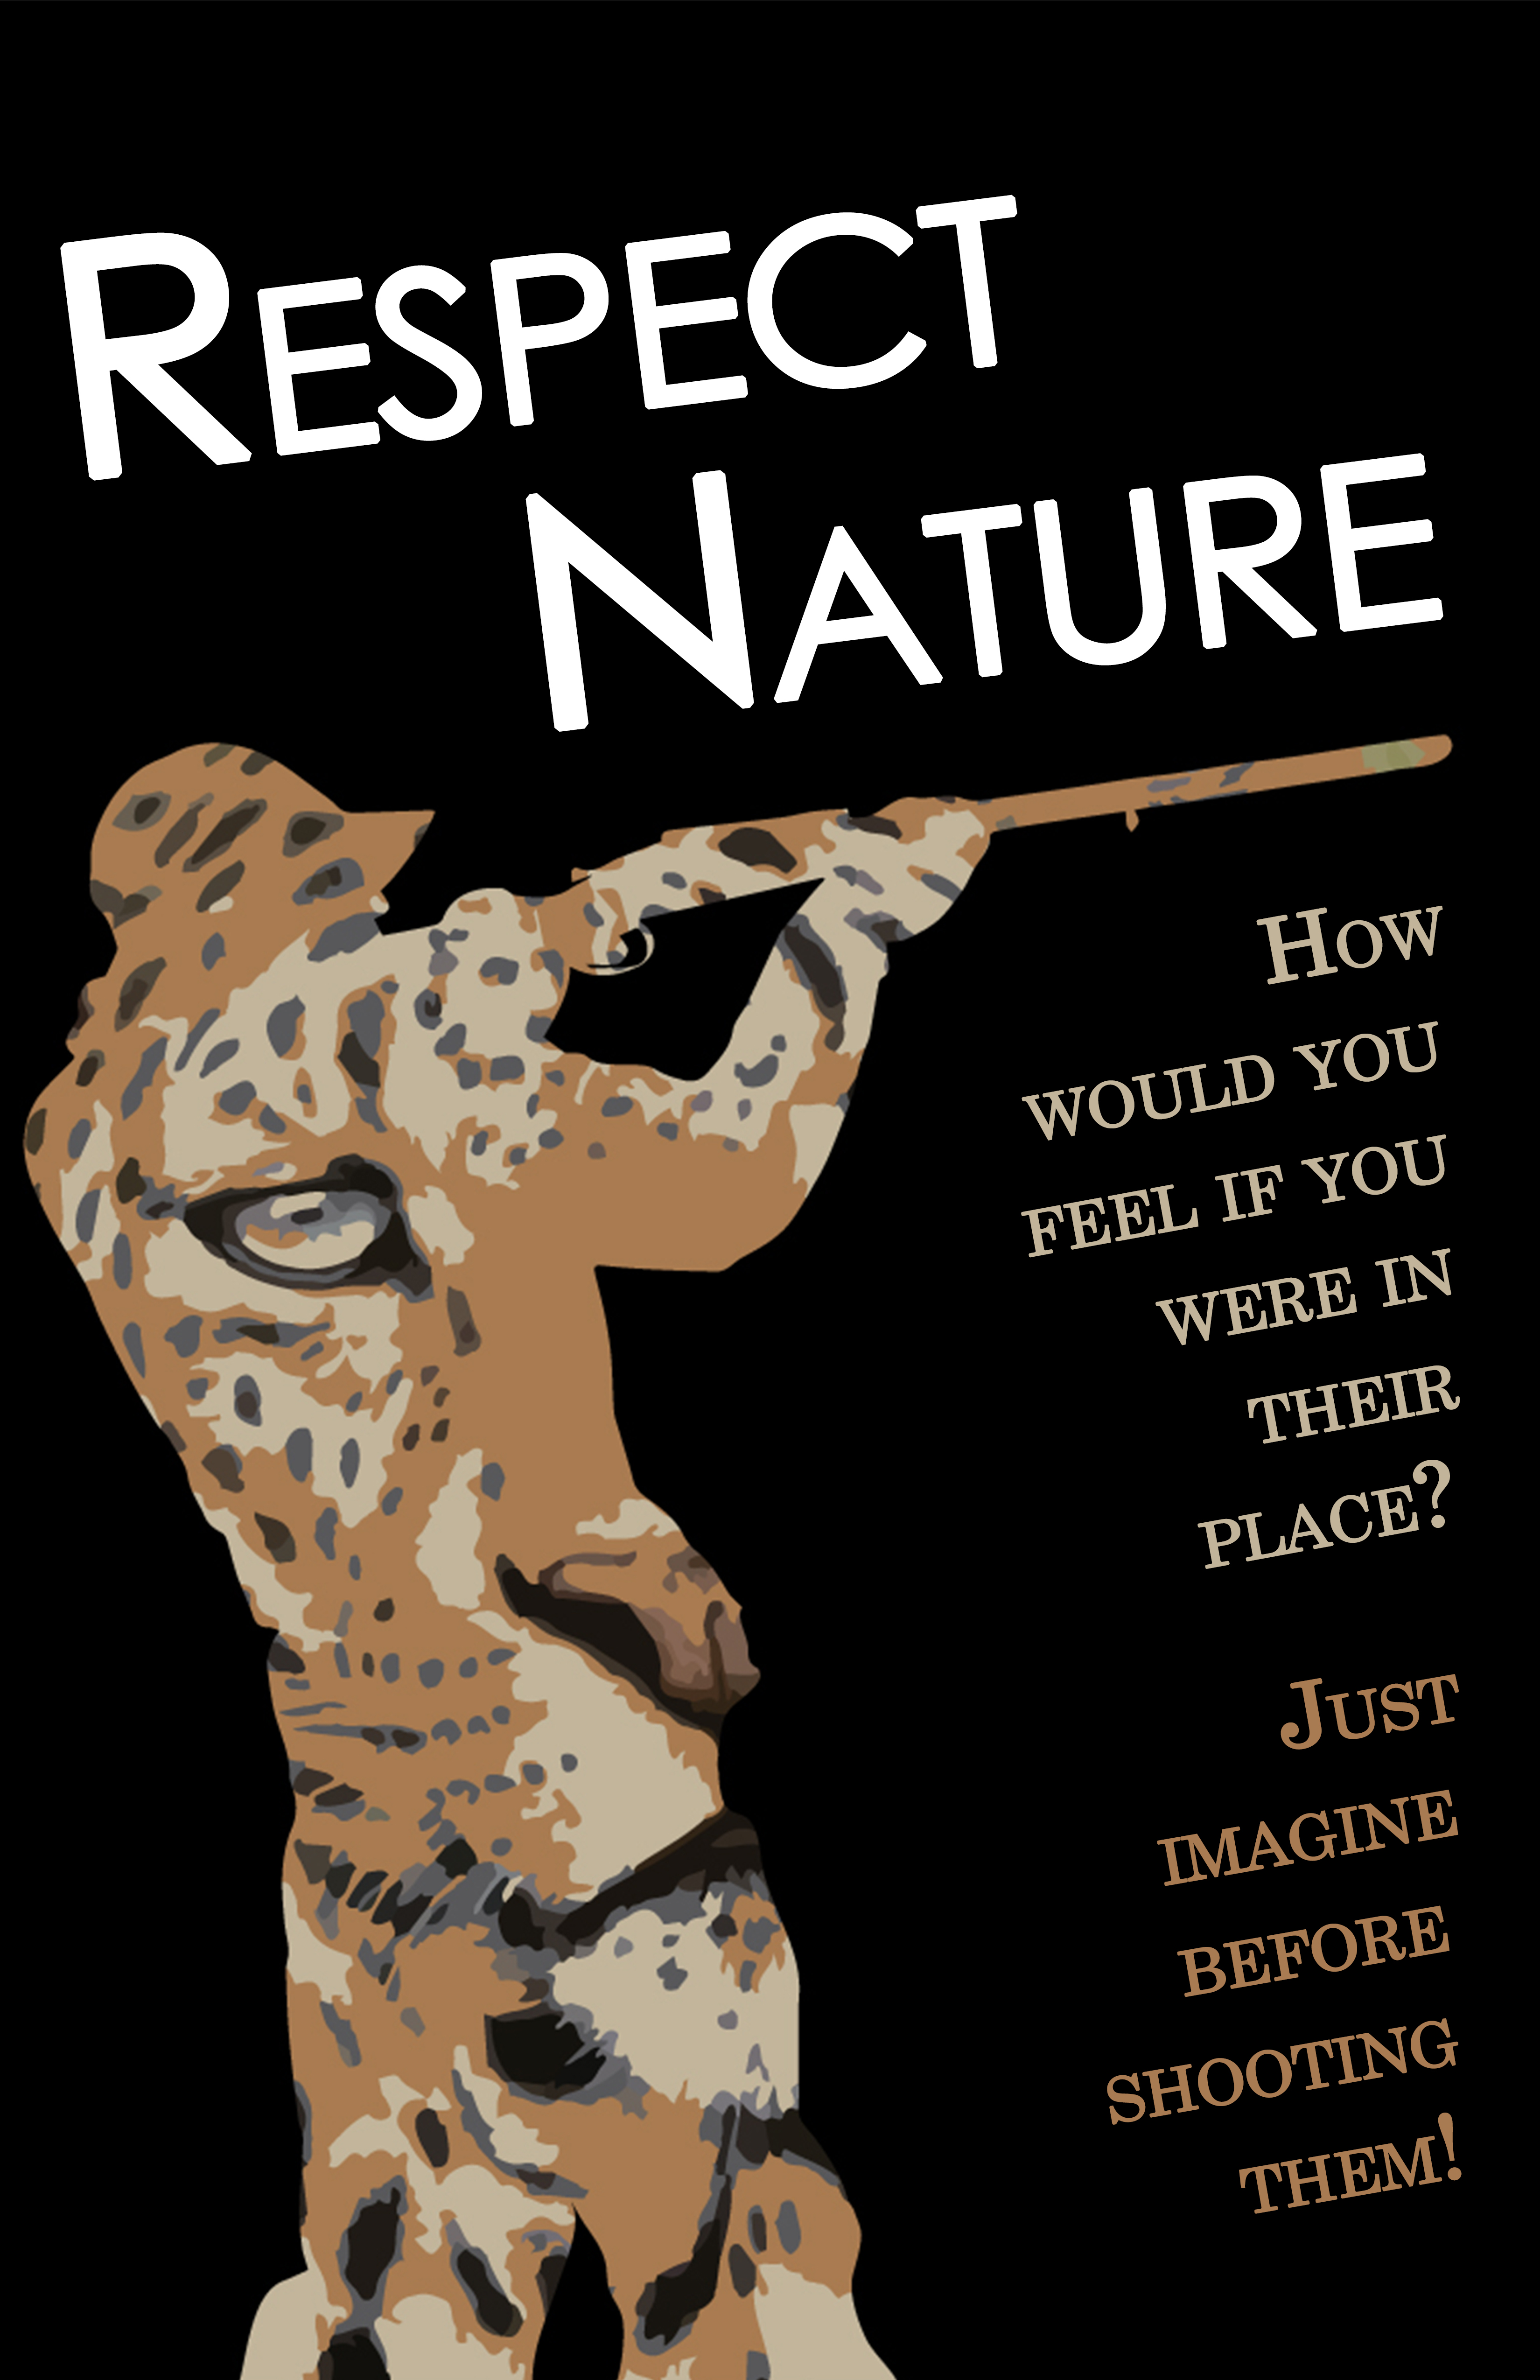 Respect
Nature
How
would you
feel if you
were in
their
place?
Just
imagine
before
shooting
them!